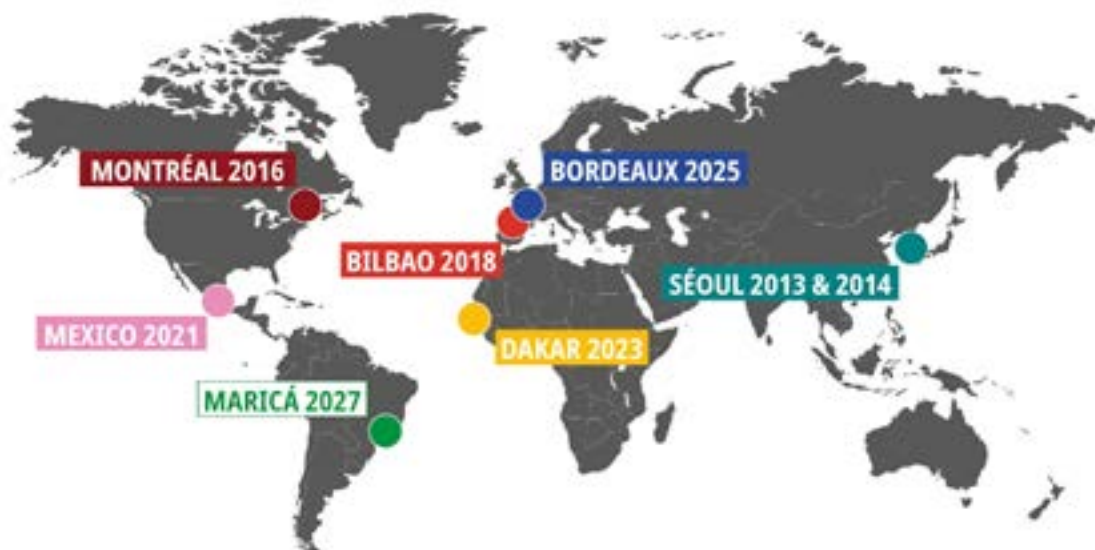 MONTRÉAL 2016
BORDEAUX 2025
BILBAO 2018
SÉOUL 2013 & 2014
MEXICO 2021
DAKAR 2023
MARICÁ 2027